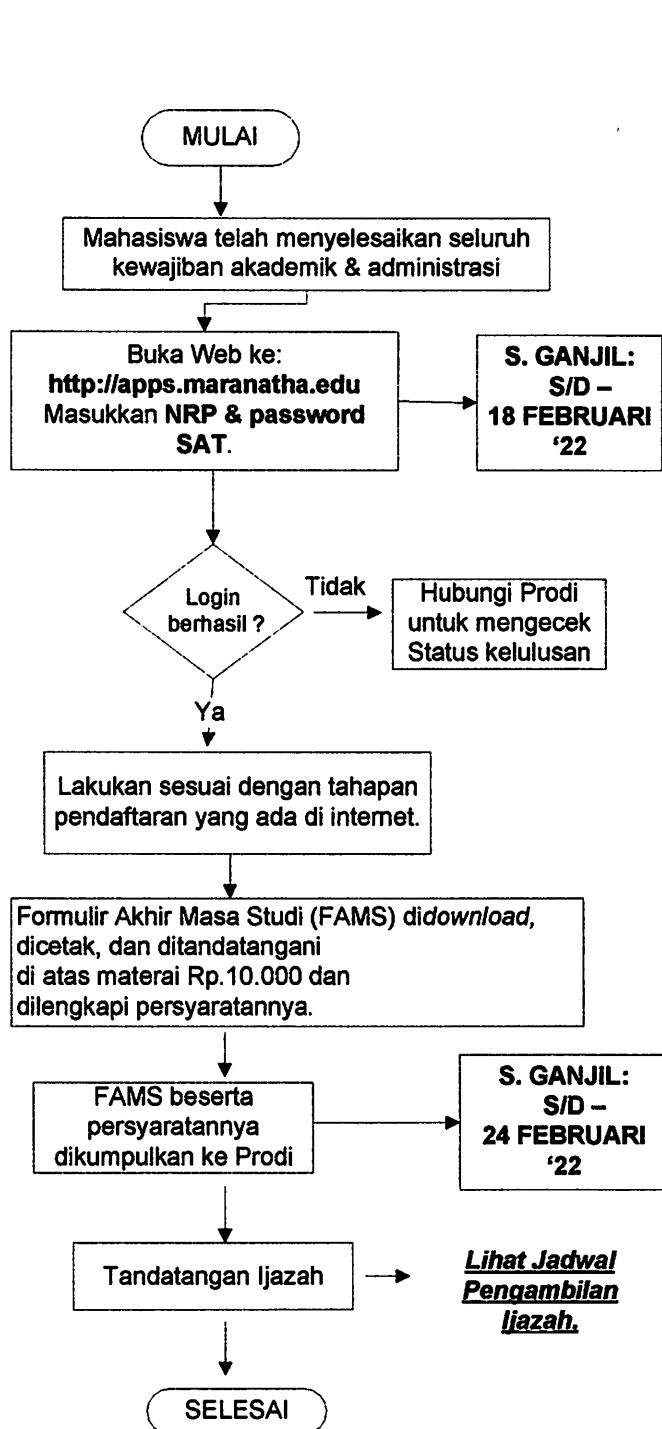 MULAI
Mahasiswa telah menyelesaikan seluruh
kewajiban akademik & administrasi
Buka Web ke:
http://apps.maranatha.edu
Masukkan NRP & password
SAT.
S. GANJIL:
S/D –
18 FEBRUARI
‘22
Login
berhasil ?
Tidak
Hubungi Prodi
untuk mengecek
Status kelulusan
Ya
Lakukan sesuai dengan tahapan
pendaftaran yang ada di internet.
Formulir Akhir Masa Studi (FAMS) didownload,
dicetak, dan ditandatangani
di atas materai Rp.10.000 dan
dilengkapi persyaratannya.
FAMS beserta
persyaratannya
dikumpulkan ke Prodi
S. GANJIL:
S/D –
24 FEBRUARI
‘22
Tandatangan Ijazah
Lihat Jadwal
Pengambilan
Ijazah.
SELESAI